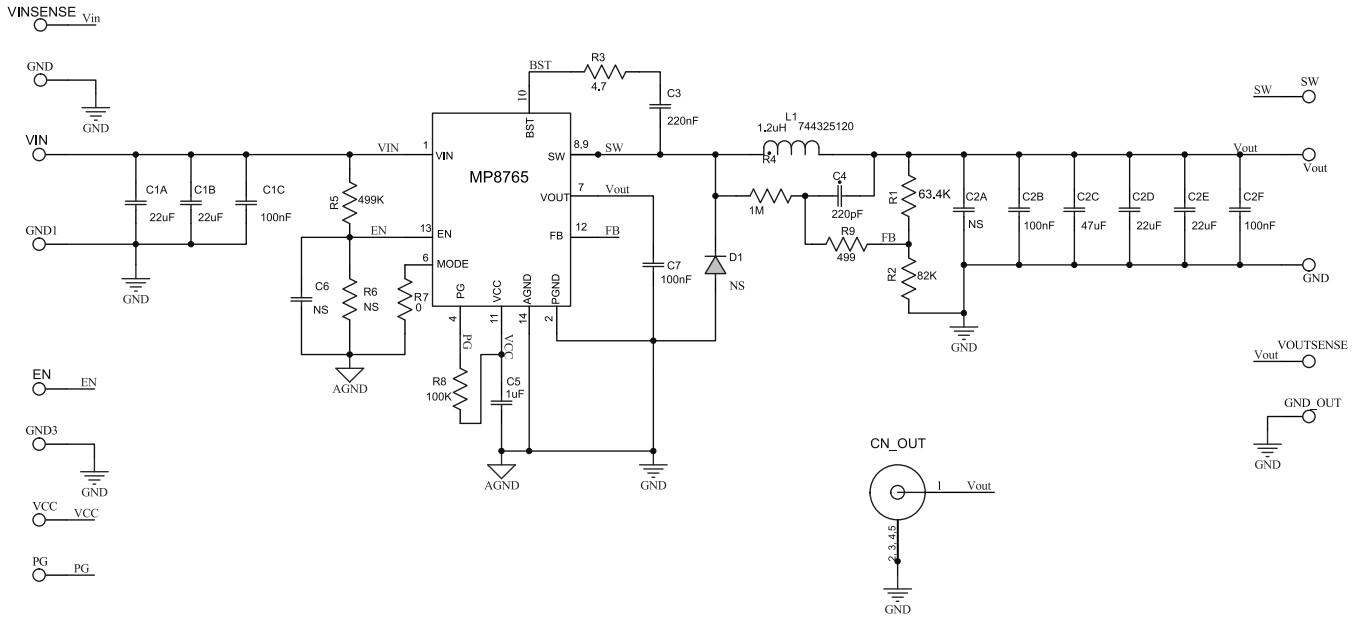 VINSENSE
Vin
GND
GND
VIN
C1A
22uF
C1B
22uF
C1C
100nF
GND1
GND
VIN
R5
499K
EN
C6
NS
R6
NS
R7
0
AGND
1
VIN
13
EN
6
MODE
MP8765
10
BST
BST
R3
4.7
C3
220nF
8,9
SW
SW
7
VOUT
Vout
12
FB
FB
PG
VCC
AGND
PGND
4
11
14
2
PG
VCC
R8
100K
C5
1uF
AGND
C7
100nF
GND
D1
NS
L1
1.2uH
744325120
R4
1M
C4
220pF
R9
499
FB
R1
63.4K
R2
82K
C2A
NS
C2B
100nF
C2C
47uF
C2D
22uF
C2E
22uF
C2F
100nF
GND
SW
SW
Vout
Vout
GND
VOUTSENSE
Vout
GND_OUT
GND
EN
EN
GND3
GND
VCC
VCC
PG
PG
CN_OUT
1
Vout
2, 3, 4,5
GND